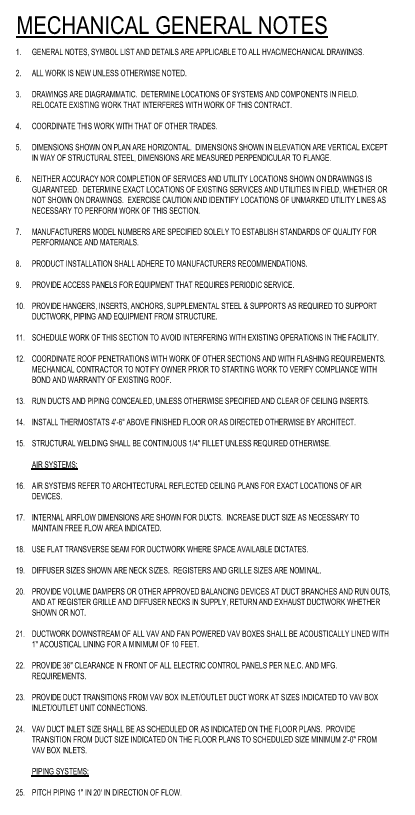 MECHANICAL GENERAL NOTES
1. GENERAL NOTES, SYMBOL LIST AND DETAILS ARE APPLICABLE TO ALL HVAC/MECHANICAL DRAWINGS.
2. ALL WORK IS NEW UNLESS OTHERWISE NOTED.
3. DRAWINGS ARE DIAGRAMMATIC. DETERMINE LOCATIONS OF SYSTEMS AND COMPONENTS IN FIELD.
RELOCATE EXISTING WORK THAT INTERFERES WITH WORK OF THIS CONTRACT.
4. COORDINATE THIS WORK WITH THAT OF OTHER TRADES.
5. DIMENSIONS SHOWN ON PLAN ARE HORIZONTAL. DIMENSIONS SHOWN IN ELEVATION ARE VERTICAL EXCEPT
IN WAY OF STRUCTURAL STEEL, DIMENSIONS ARE MEASURED PERPENDICULAR TO FLANGE.
6. NEITHER ACCURACY NOR COMPLETION OF SERVICES AND UTILITY LOCATIONS SHOWN ON DRAWINGS IS
GUARANTEED. DETERMINE EXACT LOCATIONS OF EXISTING SERVICES AND UTILITIES IN FIELD, WHETHER OR
NOT SHOWN ON DRAWINGS. EXERCISE CAUTION AND IDENTIFY LOCATIONS OF UNMARKED UTILITY LINES AS
NECESSARY TO PERFORM WORK OF THIS SECTION.
7. MANUFACTURERS MODEL NUMBERS ARE SPECIFIED SOLELY TO ESTABLISH STANDARDS OF QUALITY FOR
PERFORMANCE AND MATERIALS.
8. PRODUCT INSTALLATION SHALL ADHERE TO MANUFACTURERS RECOMMENDATIONS.
9. PROVIDE ACCESS PANELS FOR EQUIPMENT THAT REQUIRES PERIODIC SERVICE.
10. PROVIDE HANGERS, INSERTS, ANCHORS, SUPPLEMENTAL STEEL & SUPPORTS AS REQUIRED TO SUPPORT
DUCTWORK, PIPING AND EQUIPMENT FROM STRUCTURE.
11. SCHEDULE WORK OF THIS SECTION TO AVOID INTERFERING WITH EXISTING OPERATIONS IN THE FACILITY.
12. COORDINATE ROOF PENETRATIONS WITH WORK OF OTHER SECTIONS AND WITH FLASHING REQUIREMENTS.
MECHANICAL CONTRACTOR TO NOTIFY OWNER PRIOR TO STARTING WORK TO VERIFY COMPLIANCE WITH
BOND AND WARRANTY OF EXISTING ROOF.
13. RUN DUCTS AND PIPING CONCEALED, UNLESS OTHERWISE SPECIFIED AND CLEAR OF CEILING INSERTS.
14. INSTALL THERMOSTATS 4'-6" ABOVE FINISHED FLOOR OR AS DIRECTED OTHERWISE BY ARCHITECT.
15. STRUCTURAL WELDING SHALL BE CONTINUOUS 1/4" FILLET UNLESS REQUIRED OTHERWISE.
AIR SYSTEMS:
16. AIR SYSTEMS REFER TO ARCHITECTURAL REFLECTED CEILING PLANS FOR EXACT LOCATIONS OF AIR
DEVICES.
17. INTERNAL AIRFLOW DIMENSIONS ARE SHOWN FOR DUCTS. INCREASE DUCT SIZE AS NECESSARY TO
MAINTAIN FREE FLOW AREA INDICATED.
18. USE FLAT TRANSVERSE SEAM FOR DUCTWORK WHERE SPACE AVAILABLE DICTATES.
19. DIFFUSER SIZES SHOWN ARE NECK SIZES. REGISTERS AND GRILLE SIZES ARE NOMINAL.
20. PROVIDE VOLUME DAMPERS OR OTHER APPROVED BALANCING DEVICES AT DUCT BRANCHES AND RUN OUTS,
AND AT REGISTER GRILLE AND DIFFUSER NECKS IN SUPPLY, RETURN AND EXHAUST DUCTWORK WHETHER
SHOWN OR NOT.
21. DUCTWORK DOWNSTREAM OF ALL VAV AND FAN POWERED VAV BOXES SHALL BE ACOUSTICALLY LINED WITH
1" ACOUSTICAL LINING FOR A MINIMUM OF 10 FEET.
22. PROVIDE 36" CLEARANCE IN FRONT OF ALL ELECTRIC CONTROL PANELS PER N.E.C. AND MFG.
REQUIREMENTS.
23. PROVIDE DUCT TRANSITIONS FROM VAV BOX INLET/OUTLET DUCT WORK AT SIZES INDICATED TO VAV BOX
INLET/OUTLET UNIT CONNECTIONS.
24. VAV DUCT INLET SIZE SHALL BE AS SCHEDULED OR AS INDICATED ON THE FLOOR PLANS. PROVIDE
TRANSITION FROM DUCT SIZE INDICATED ON THE FLOOR PLANS TO SCHEDULED SIZE MINIMUM 2'-0" FROM
VAV BOX INLETS.
PIPING SYSTEMS:
25. PITCH PIPING 1" IN 20' IN DIRECTION OF FLOW.